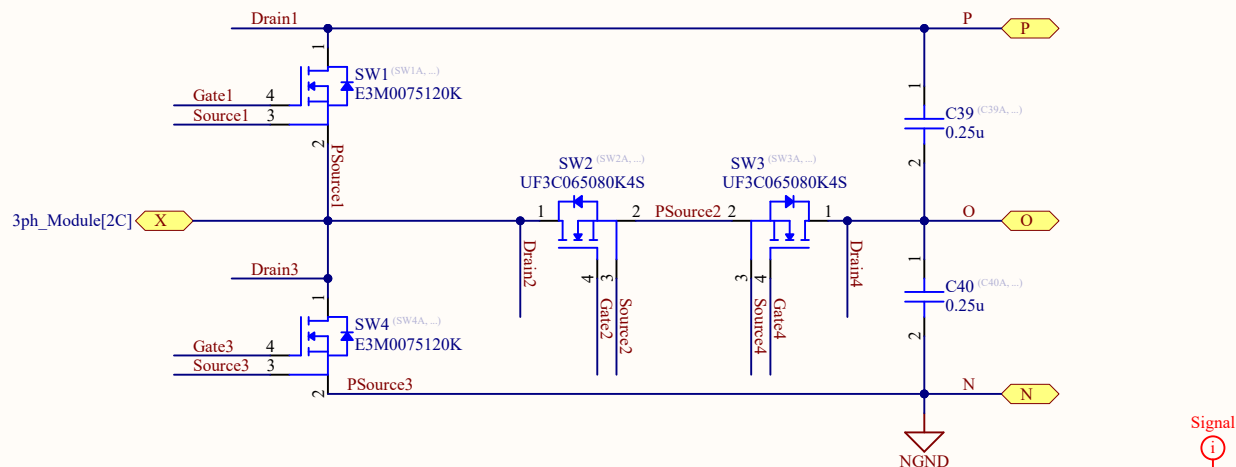 Drain1
P
P
1
SW1 (SW1A, ...)
E3M0075120K
Gate1
4
Source1
3
2
PSource1
1
C39 (C39A, ...)
0.25u
2
SW2 (SW2A, ...)
UF3C065080K4S
SW3 (SW3A, ...)
UF3C065080K4S
3ph_Module[2C]
X
1
2
PSource2
2
1
O
O
Drain2
4
3
Gate2
Source2
3
4
Source4
Gate4
Drain4
Drain3
1
SW4 (SW4A, ...)
E3M0075120K
Gate3
4
Source3
3
2
PSource3
1
C40 (C40A, ...)
0.25u
2
N
N
NGND
Signal
i